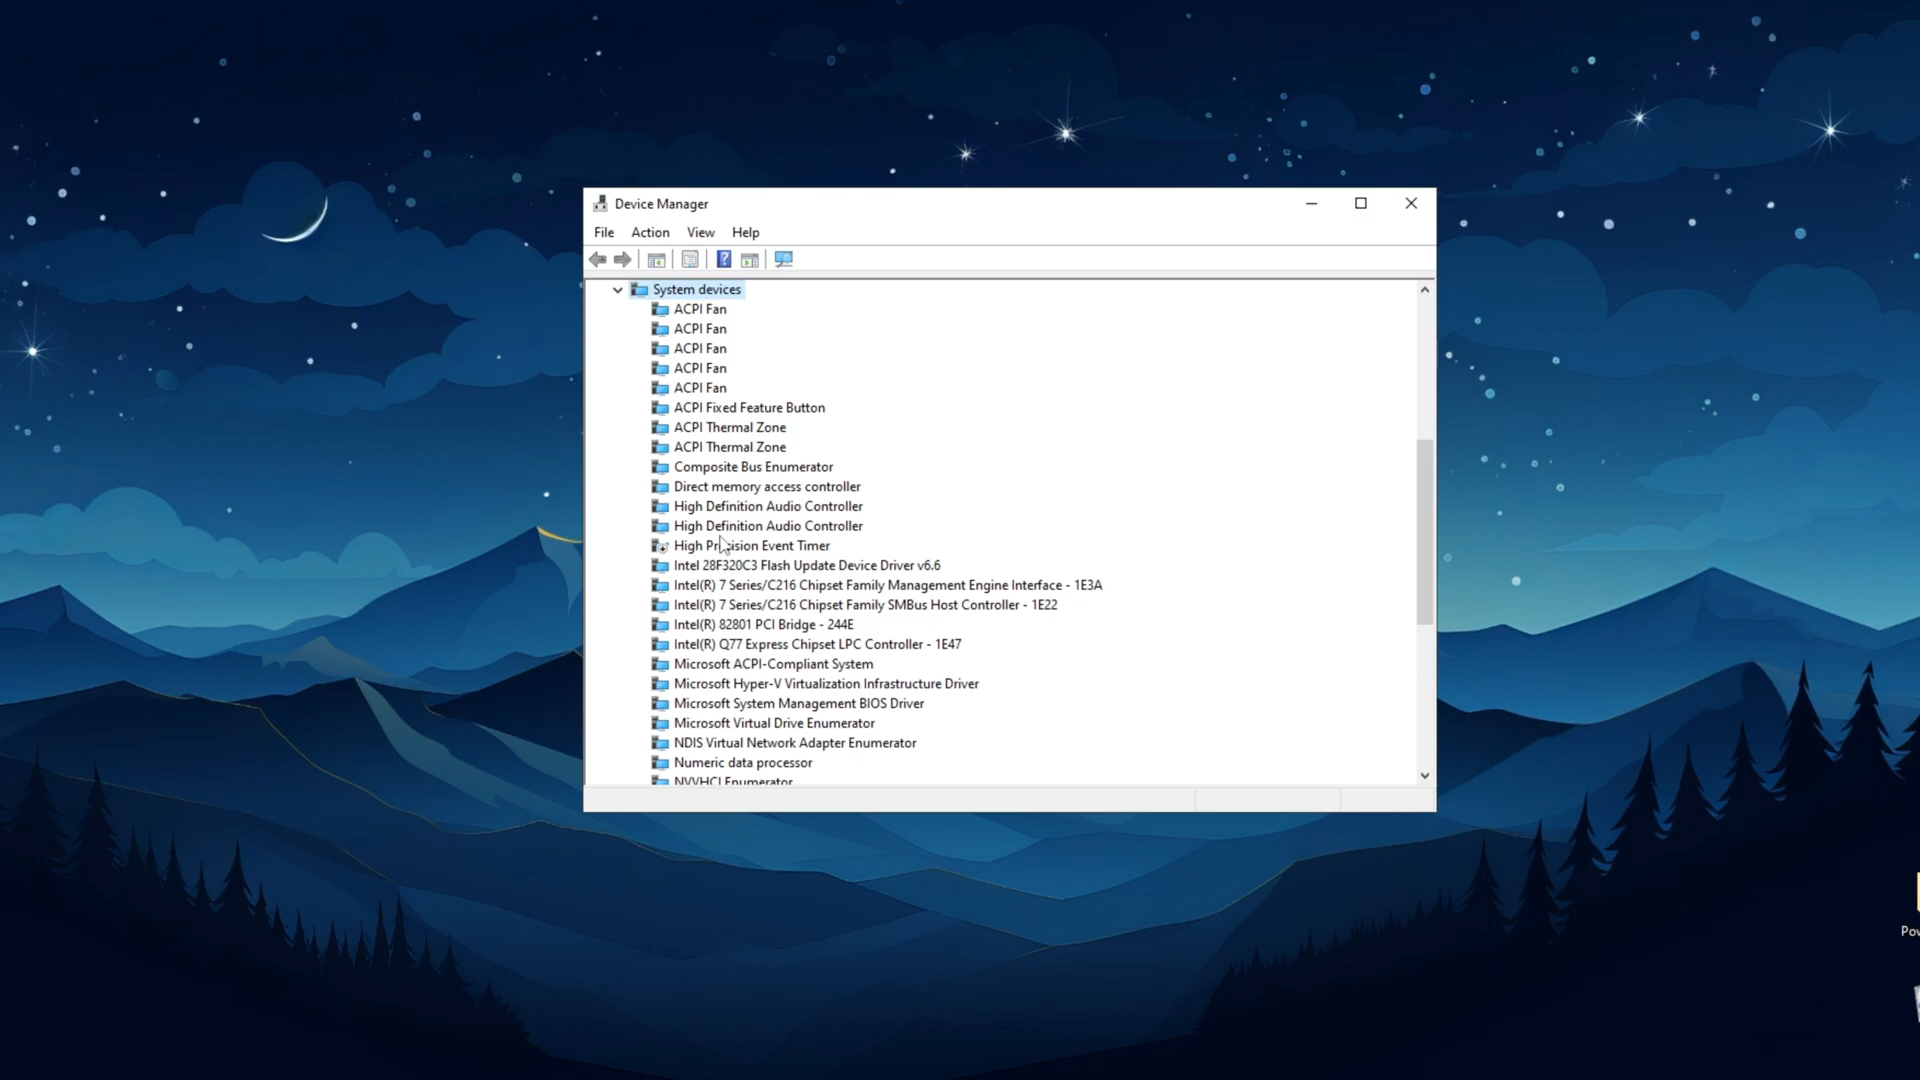 Device Manager
File Action View Help
System devices
ACPI Fan
ACPI Fan
ACPI Fan
ACPI Fan
ACPI Fan
ACPI Fixed Feature Button
ACPI Thermal Zone
ACPI Thermal Zone
Composite Bus Enumerator
Direct memory access controller
High Definition Audio Controller
High Definition Audio Controller
High Precision Event Timer
Intel 28F320C3 Flash Update Device Driver v6.6
Intel(R) 7 Series/C216 Chipset Family Management Engine Interface - 1E3A
Intel(R) 7 Series/C216 Chipset Family SMBus Host Controller - 1E22
Intel(R) 82801 PCI Bridge - 244E
Intel(R) Q77 Express Chipset LPC Controller - 1E47
Microsoft ACPI-Compliant System
Microsoft Hyper-V Virtualization Infrastructure Driver
Microsoft System Management BIOS Driver
Microsoft Virtual Drive Enumerator
NDIS Virtual Network Adapter Enumerator
Numeric data processor
NVVHCI Enumerator